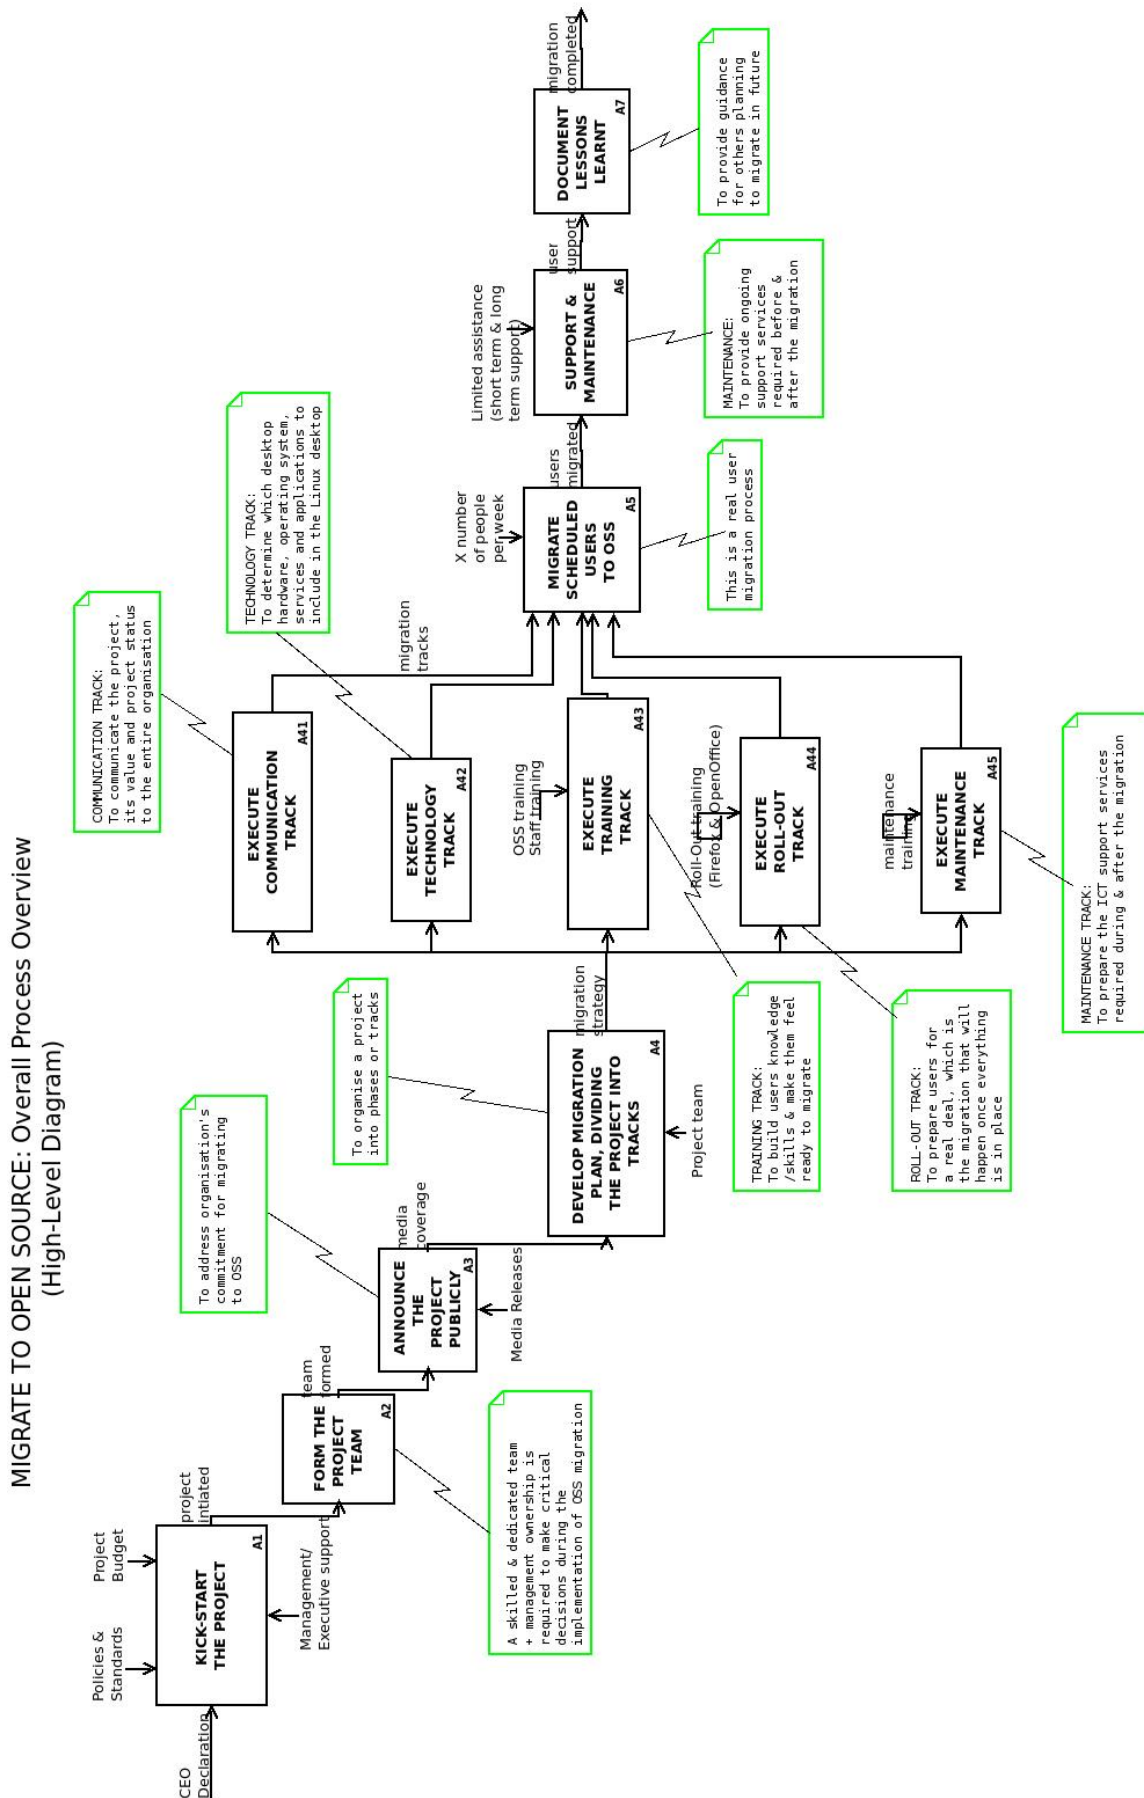 MIGRATE TO OPEN SOURCE: Overall Process Overview
(High-Level Diagram)
CEO
Declaration
Policies &
Standards
Project
Budget
KICK-START
THE PROJECT
A1
Management/
Executive support
project
intiated
FORM THE
PROJECT
TEAM
A2
A skilled & dedicated team
+ management ownership is
required to make critical
decisions during the
implementation of OSS migration
team
formed
ANNOUNCE
THE
PROJECT
PUBLICLY
A3
To address organisation's
commitment for migrating
to OSS
Media Releases
media
coverage
DEVELOP MIGRATION
PLAN, DIVIDING
THE PROJECT INTO
TRACKS
A4
To organise a project
into phases or tracks
Project team
migration
strategy
EXECUTE
COMMUNICATION
TRACK
A41
COMMUNICATION TRACK:
To communicate the project,
its value and project status
to the entire organisation
EXECUTE
TECHNOLOGY
TRACK
A42
TECHNOLOGY TRACK:
To determine which desktop
hardware, operating system,
services and applications to
include in the Linux desktop
OSS training
Staff training
EXECUTE
TRAINING
TRACK
A43
TRAINING TRACK:
To build users knowledge
/skills & make them feel
ready to migrate
Roll-Out training
(Firefox & OpenOffice)
EXECUTE
ROLL-OUT
TRACK
A44
ROLL-OUT TRACK:
To prepare users for
a real deal, which is
the migration that will
happen once everything
is in place
maintenance
training
EXECUTE
MAINTENANCE
TRACK
A45
MAINTENANCE TRACK:
To prepare the ICT support services
required during & after the migration
migration
tracks
X number
of people
per week
MIGRATE
SCHEDULED
USERS
TO OSS
A5
This is a real user
migration process
users
migrated
Limited assistance
(short term & long
term support)
SUPPORT &
MAINTENANCE
A6
MAINTENANCE:
To provide ongoing
support services
required before &
after the migration
user
support
DOCUMENT
LESSONS
LEARNT
A7
To provide guidance
for others planning
to migrate in future
migration
completed